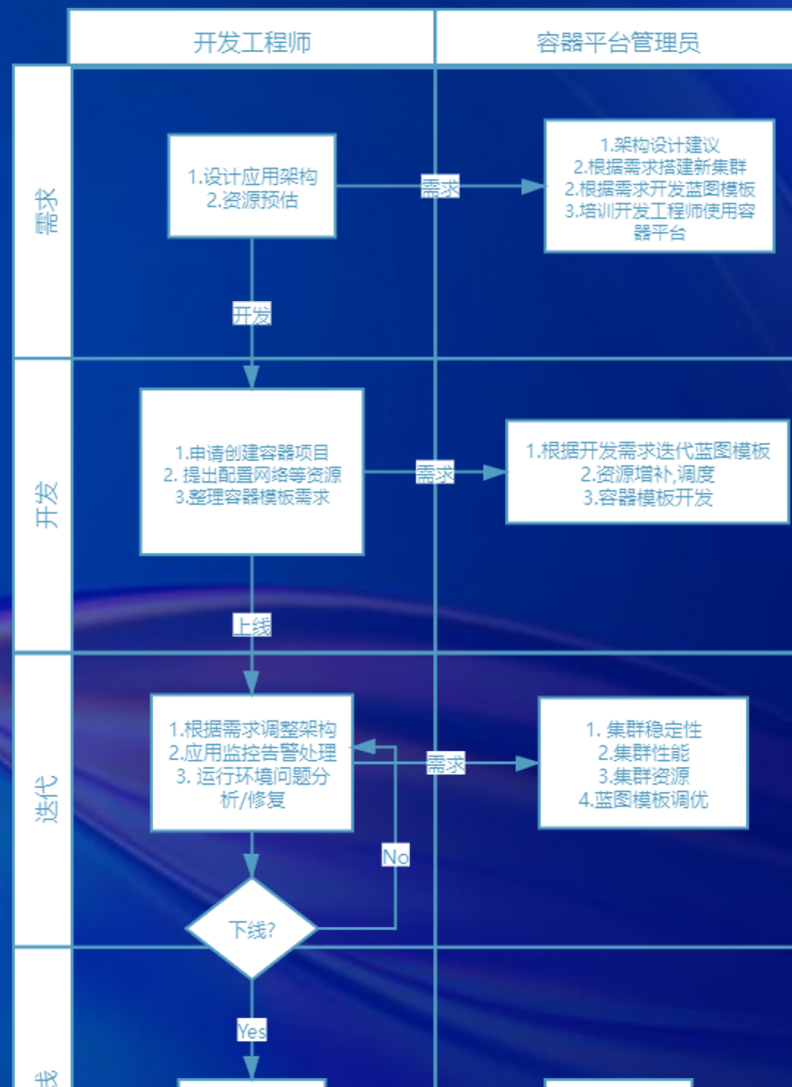 开发工程师
容器平台管理员
需求
1.设计应用架构
2.资源预估
需求
1.架构设计建议
2.根据需求搭建新集群
2.根据需求开发蓝图模板
3.培训开发工程师使用容
器平台
开发
开发
1.申请创建容器项目
2. 提出配置网络等资源
3.整理容器模板需求
需求
1.根据开发需求迭代蓝图模板
2.资源增补,调度
3.容器模板开发
上线
迭代
1.根据需求调整架构
2.应用监控告警处理
3. 运行环境问题分
析/修复
需求
1. 集群稳定性
2.集群性能
3.集群资源
4.蓝图模板调优
No
下线?
Yes
线